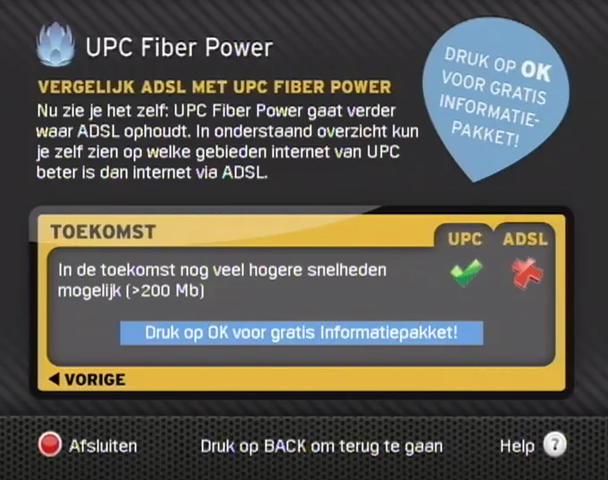 UPC Fiber Power
VERGELIJK ADSL MET UPC FIBER POWER
Nu zie je het zelf: UPC Fiber Power gaat verder
waar ADSL ophoudt. In onderstaand overzicht kun
je zelf zien op welke gebieden internet van UPC
beter is dan internet via ADSL.
DRUK OP OK
VOOR GRATIS
INFORMATIE-
PAKKET!
TOEKOMST
UPC ADSL
In de toekomst nog veel hogere snelheden
mogelijk (>200 Mb)
Druk op OK voor gratis Informatiepakket!
VORIGE
Afsluiten Druk op BACK om terug te gaan Help ?